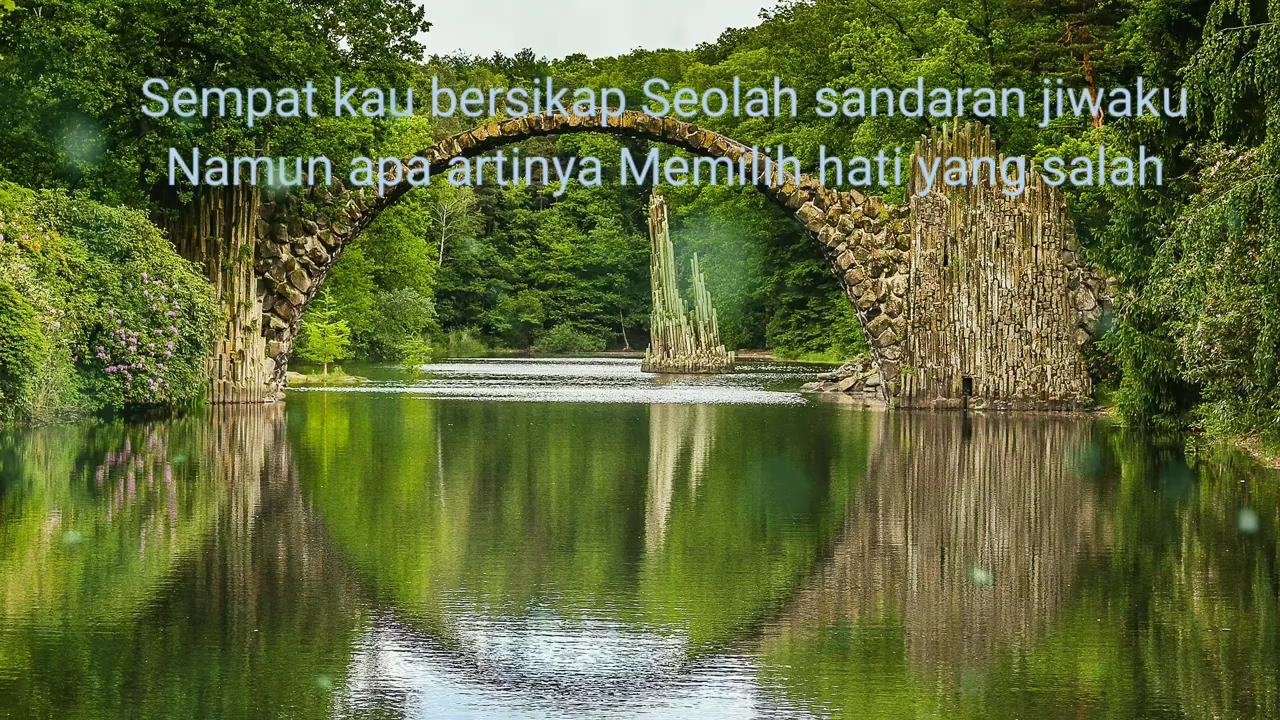 Sempat kau bersikap Seolah sandaran jiwaku
Namun apa artinya Memilih hati yang salah